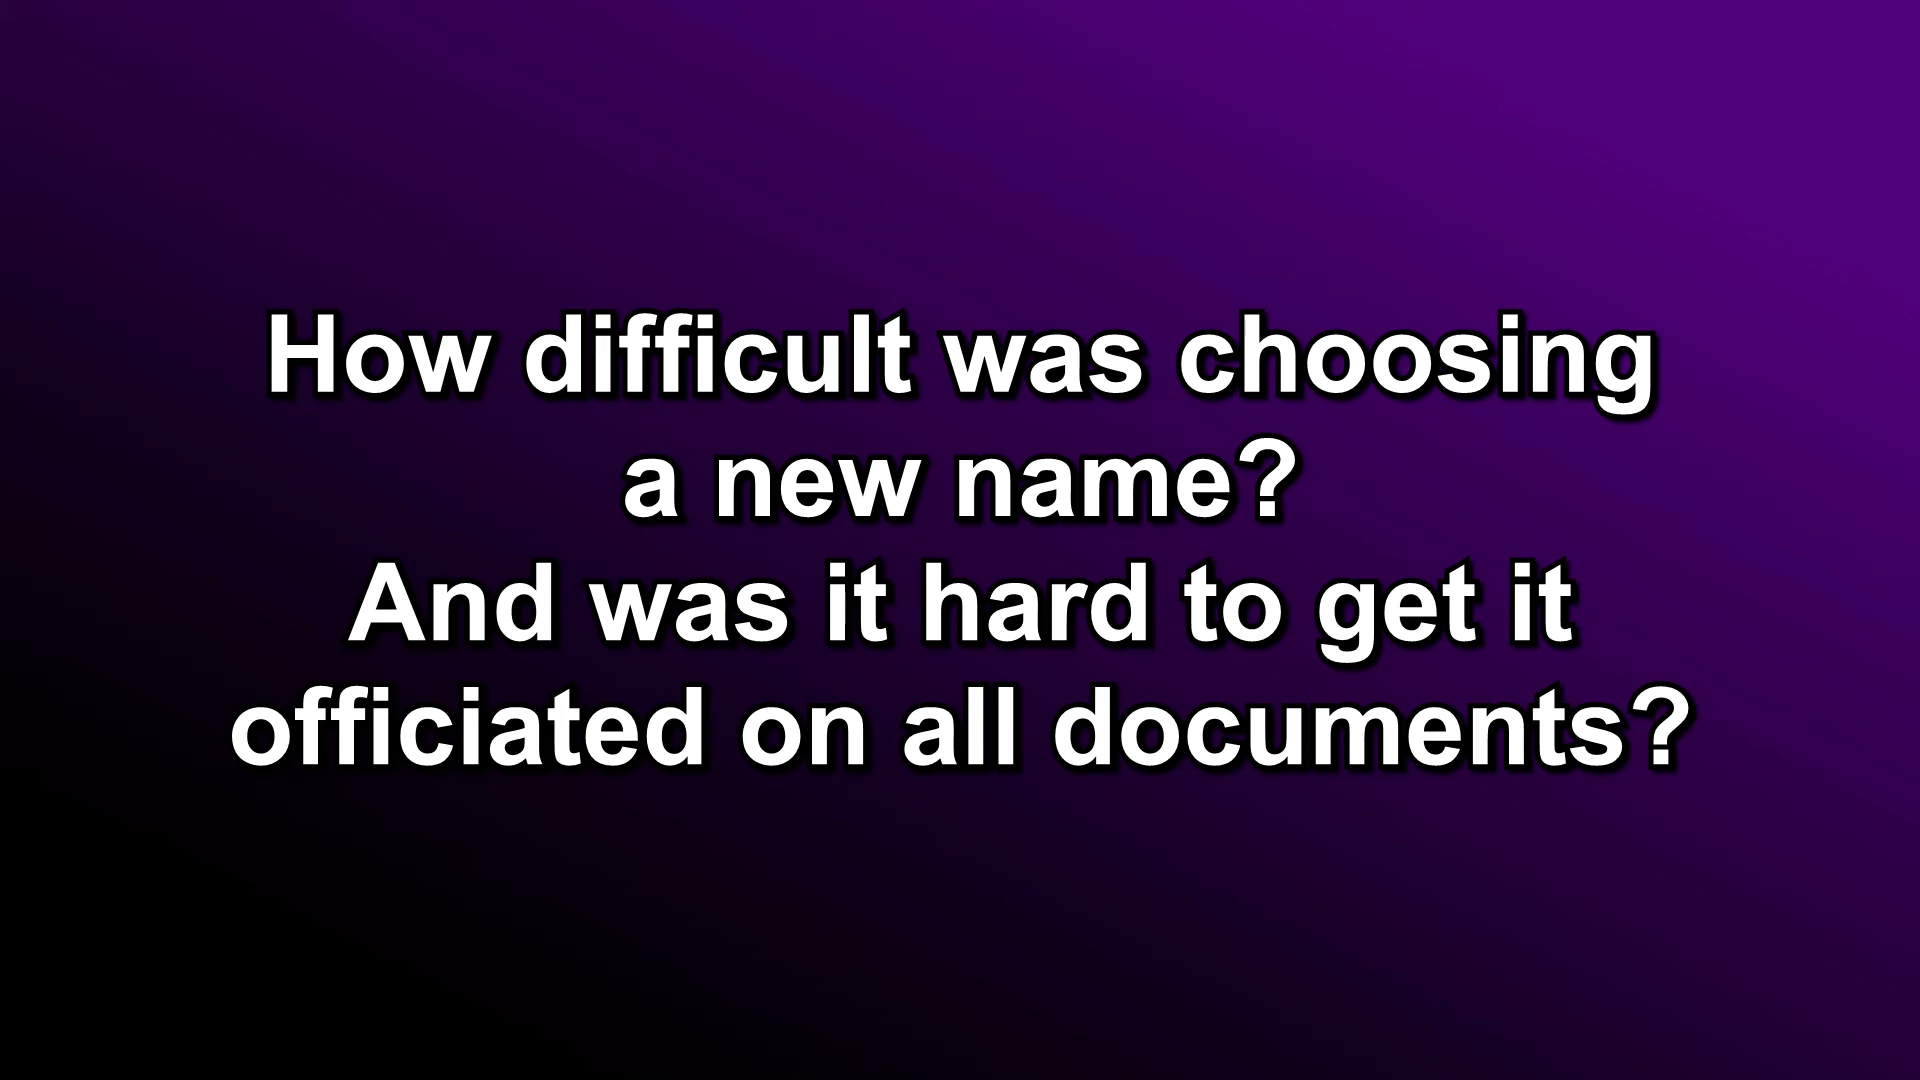 How difficult was choosing
a new name?
And was it hard to get it
officiated on all documents?